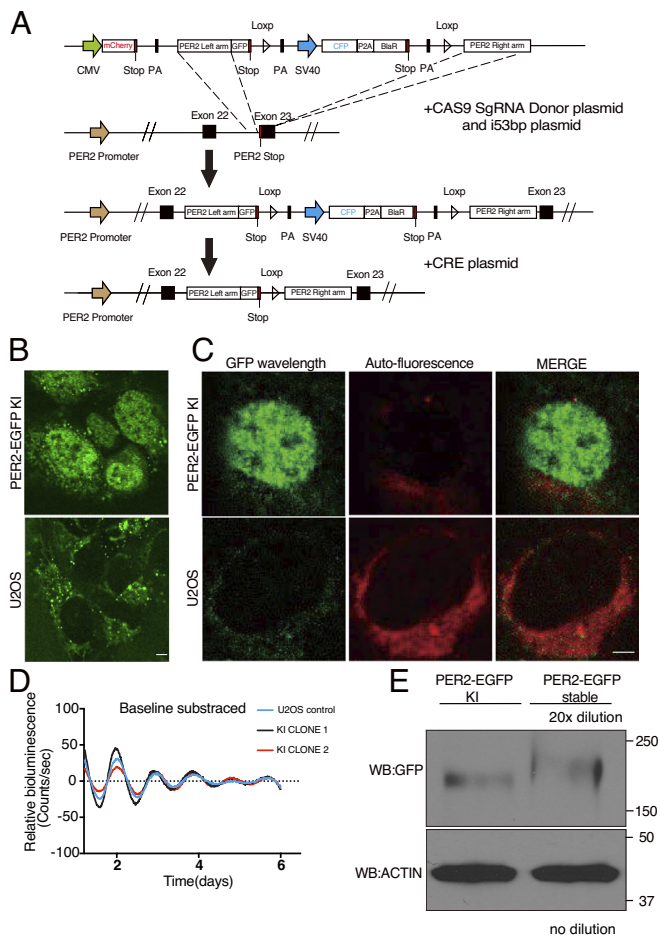 A
Loxp
Loxp
mCherry
PER2 Left arm
GFP
CFP
P2A
BlaR
PER2 Right arm
CMV
Stop
PA
Stop
PA
SV40
Stop
PA
Exon 22
Exon 23
+CAS9 SgRNA Donor plasmid
and i53bp plasmid
PER2 Promoter
PER2 Stop
Exon 22
Loxp
Loxp
Exon 23
PER2 Left arm
GFP
CFP
P2A
BlaR
PER2 Right arm
PER2 Promoter
Stop
PA
SV40
Stop
PA
+CRE plasmid
Exon 22
Loxp
Exon 23
PER2 Left arm
GFP
PER2 Right arm
PER2 Promoter
Stop
B
PER2-EGFP KI
U2OS
C
GFP wavelength
Auto-fluorescence
MERGE
PER2-EGFP KI
U2OS
D
Baseline substraced
U2OS control
KI CLONE 1
KI CLONE 2
Relative bioluminescence
(Counts/sec)
100
50
0
-50
-100
2
4
6
Time(days)
E
PER2-EGFP
KI
PER2-EGFP
stable
20x dilution
WB:GFP
250
150
WB:ACTIN
50
37
no dilution